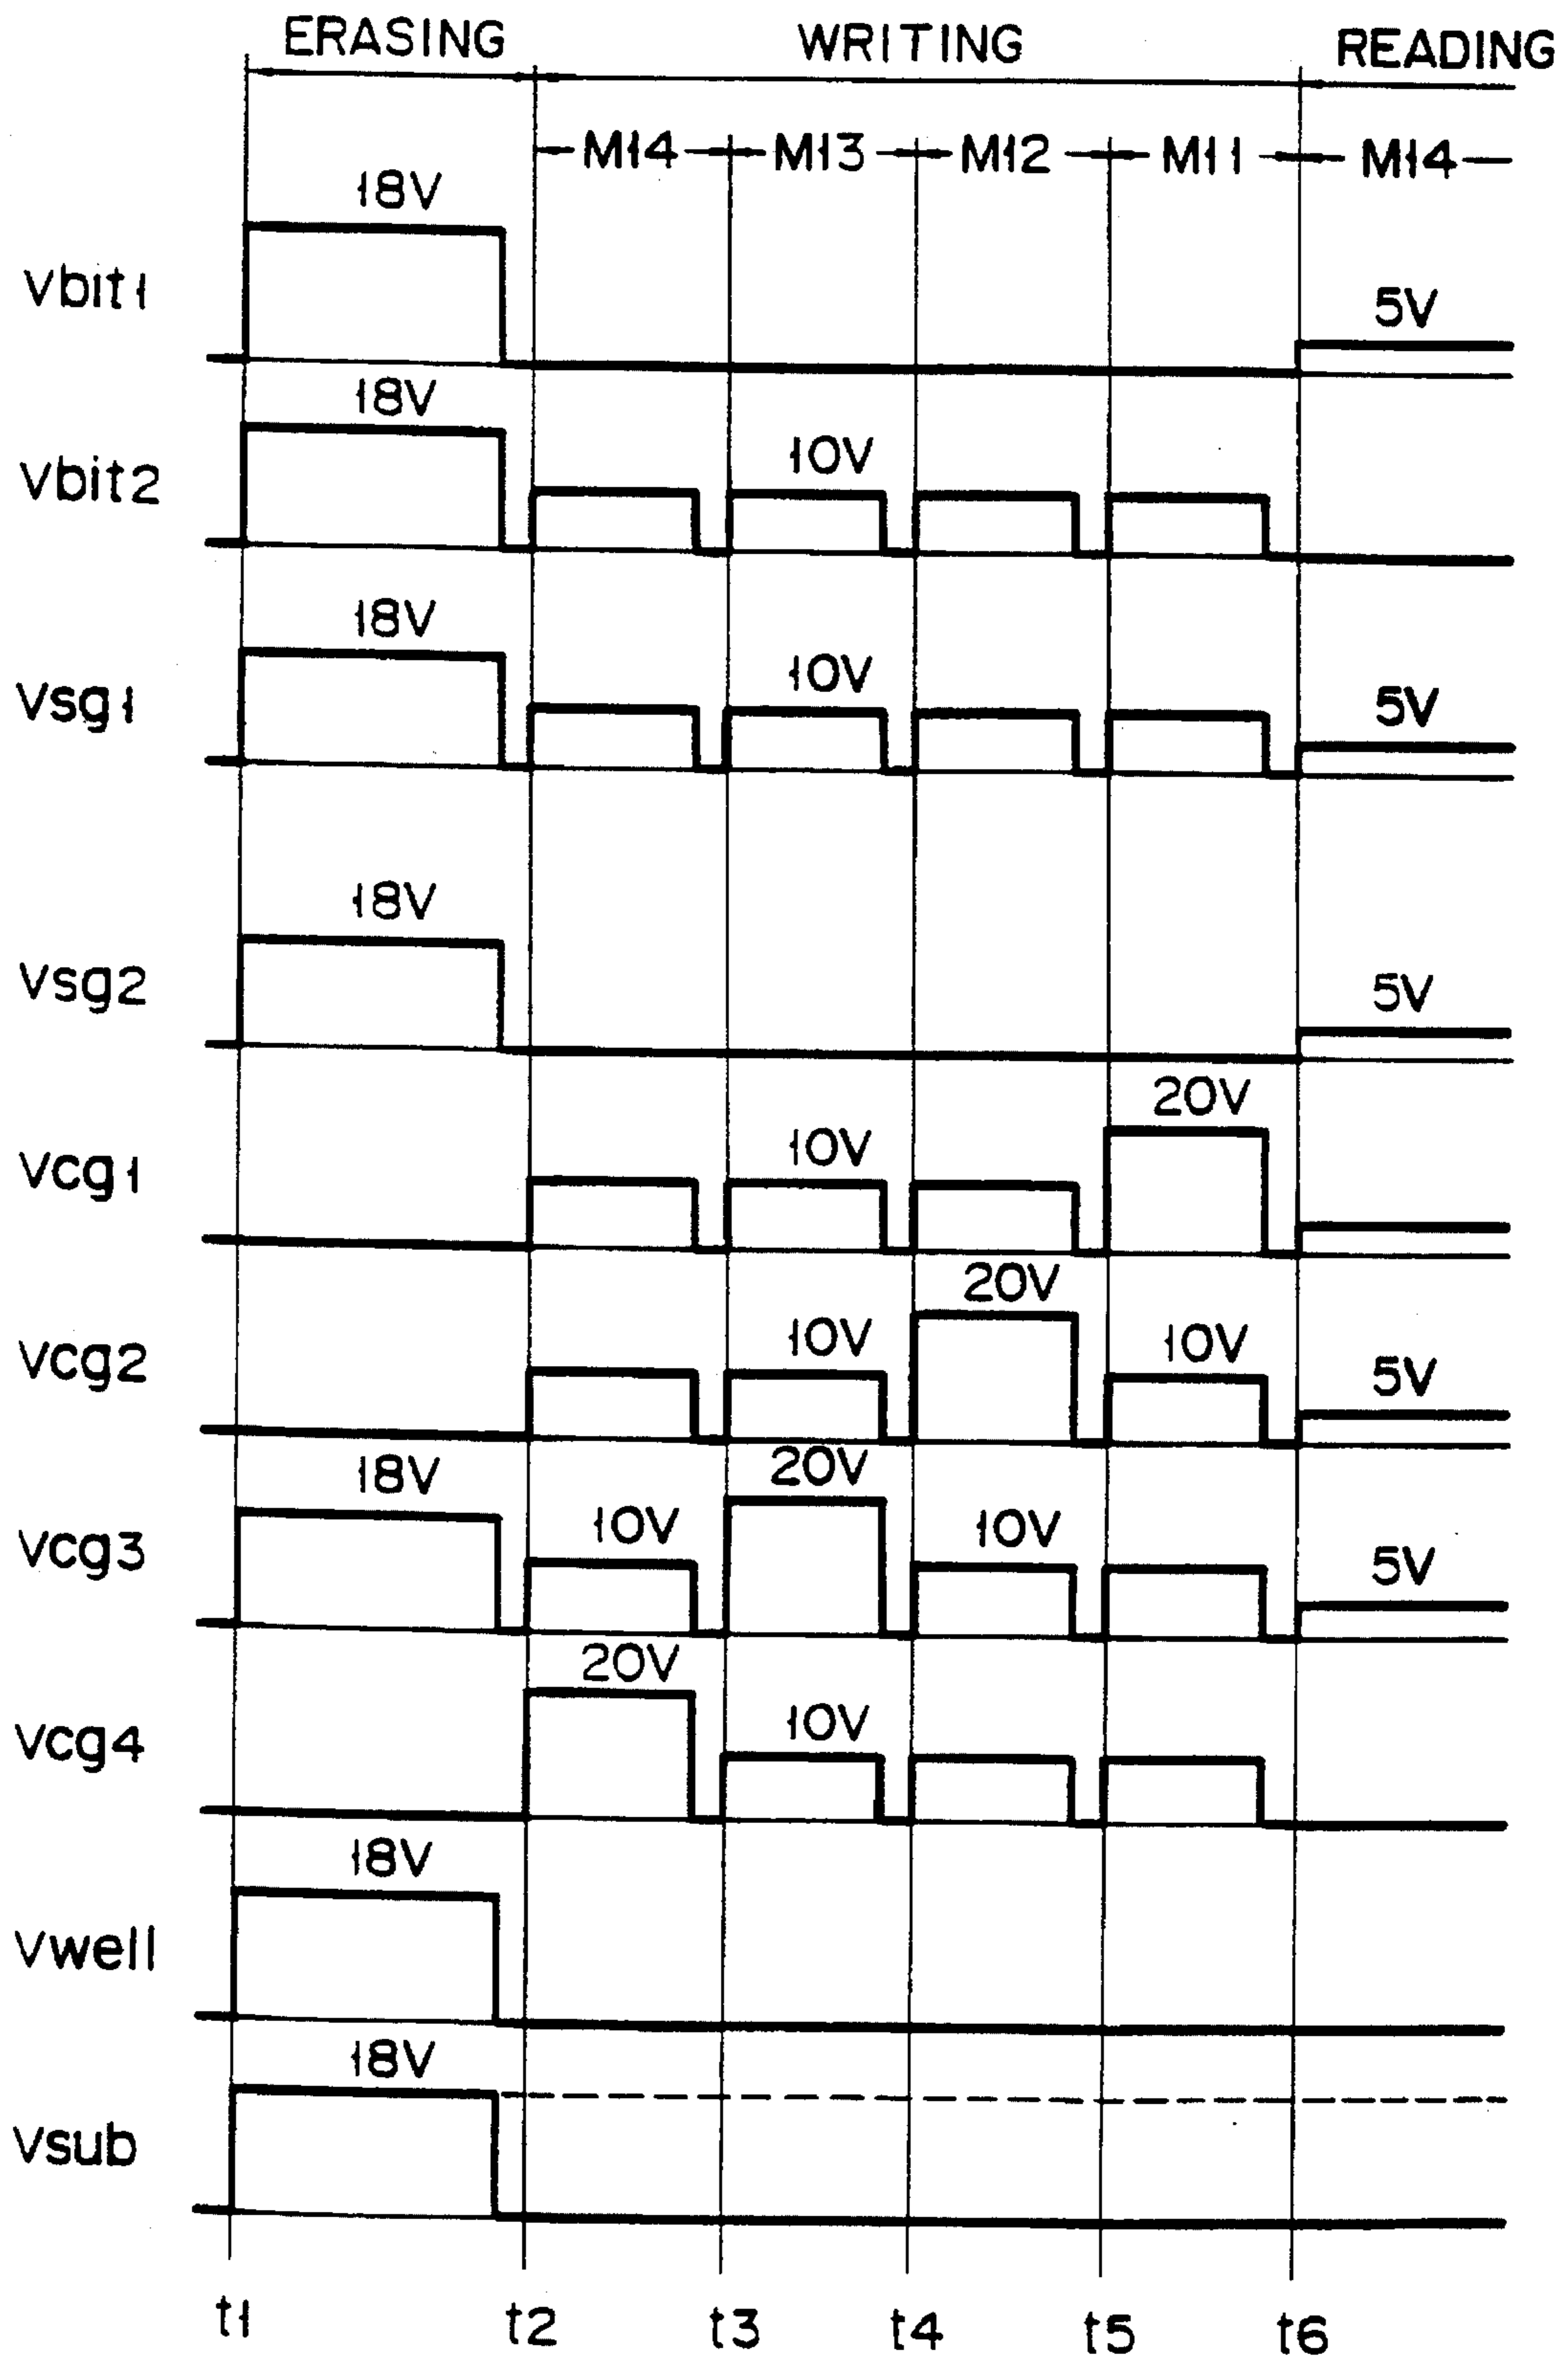 ERASING WRITING READING
M14 M13 M12 M11 M14
18V
Vbit1 5V
18V
Vbit2 10V
18V 10V
Vsg1 5V
18V
Vsg2 5V
20V
Vcg1 10V
20V
10V 10V
Vcg2 5V
18V 20V
10V 10V
Vcg3 5V
20V
Vcg4 10V
18V
Vwell
18V
Vsub
t1 t2 t3 t4 t5 t6